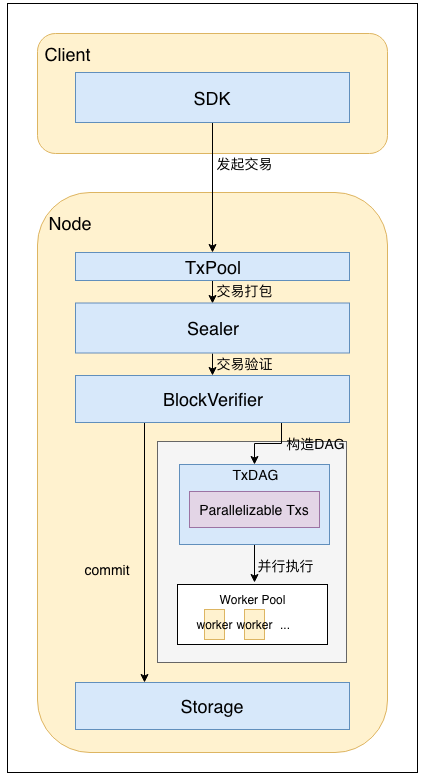 Client
SDK
发起交易
Node
TxPool
交易打包
Sealer
交易验证
BlockVerifier
构造DAG
TxDAG
Parallelizable Txs
并行执行
commit
Worker Pool
worker worker ...
Storage